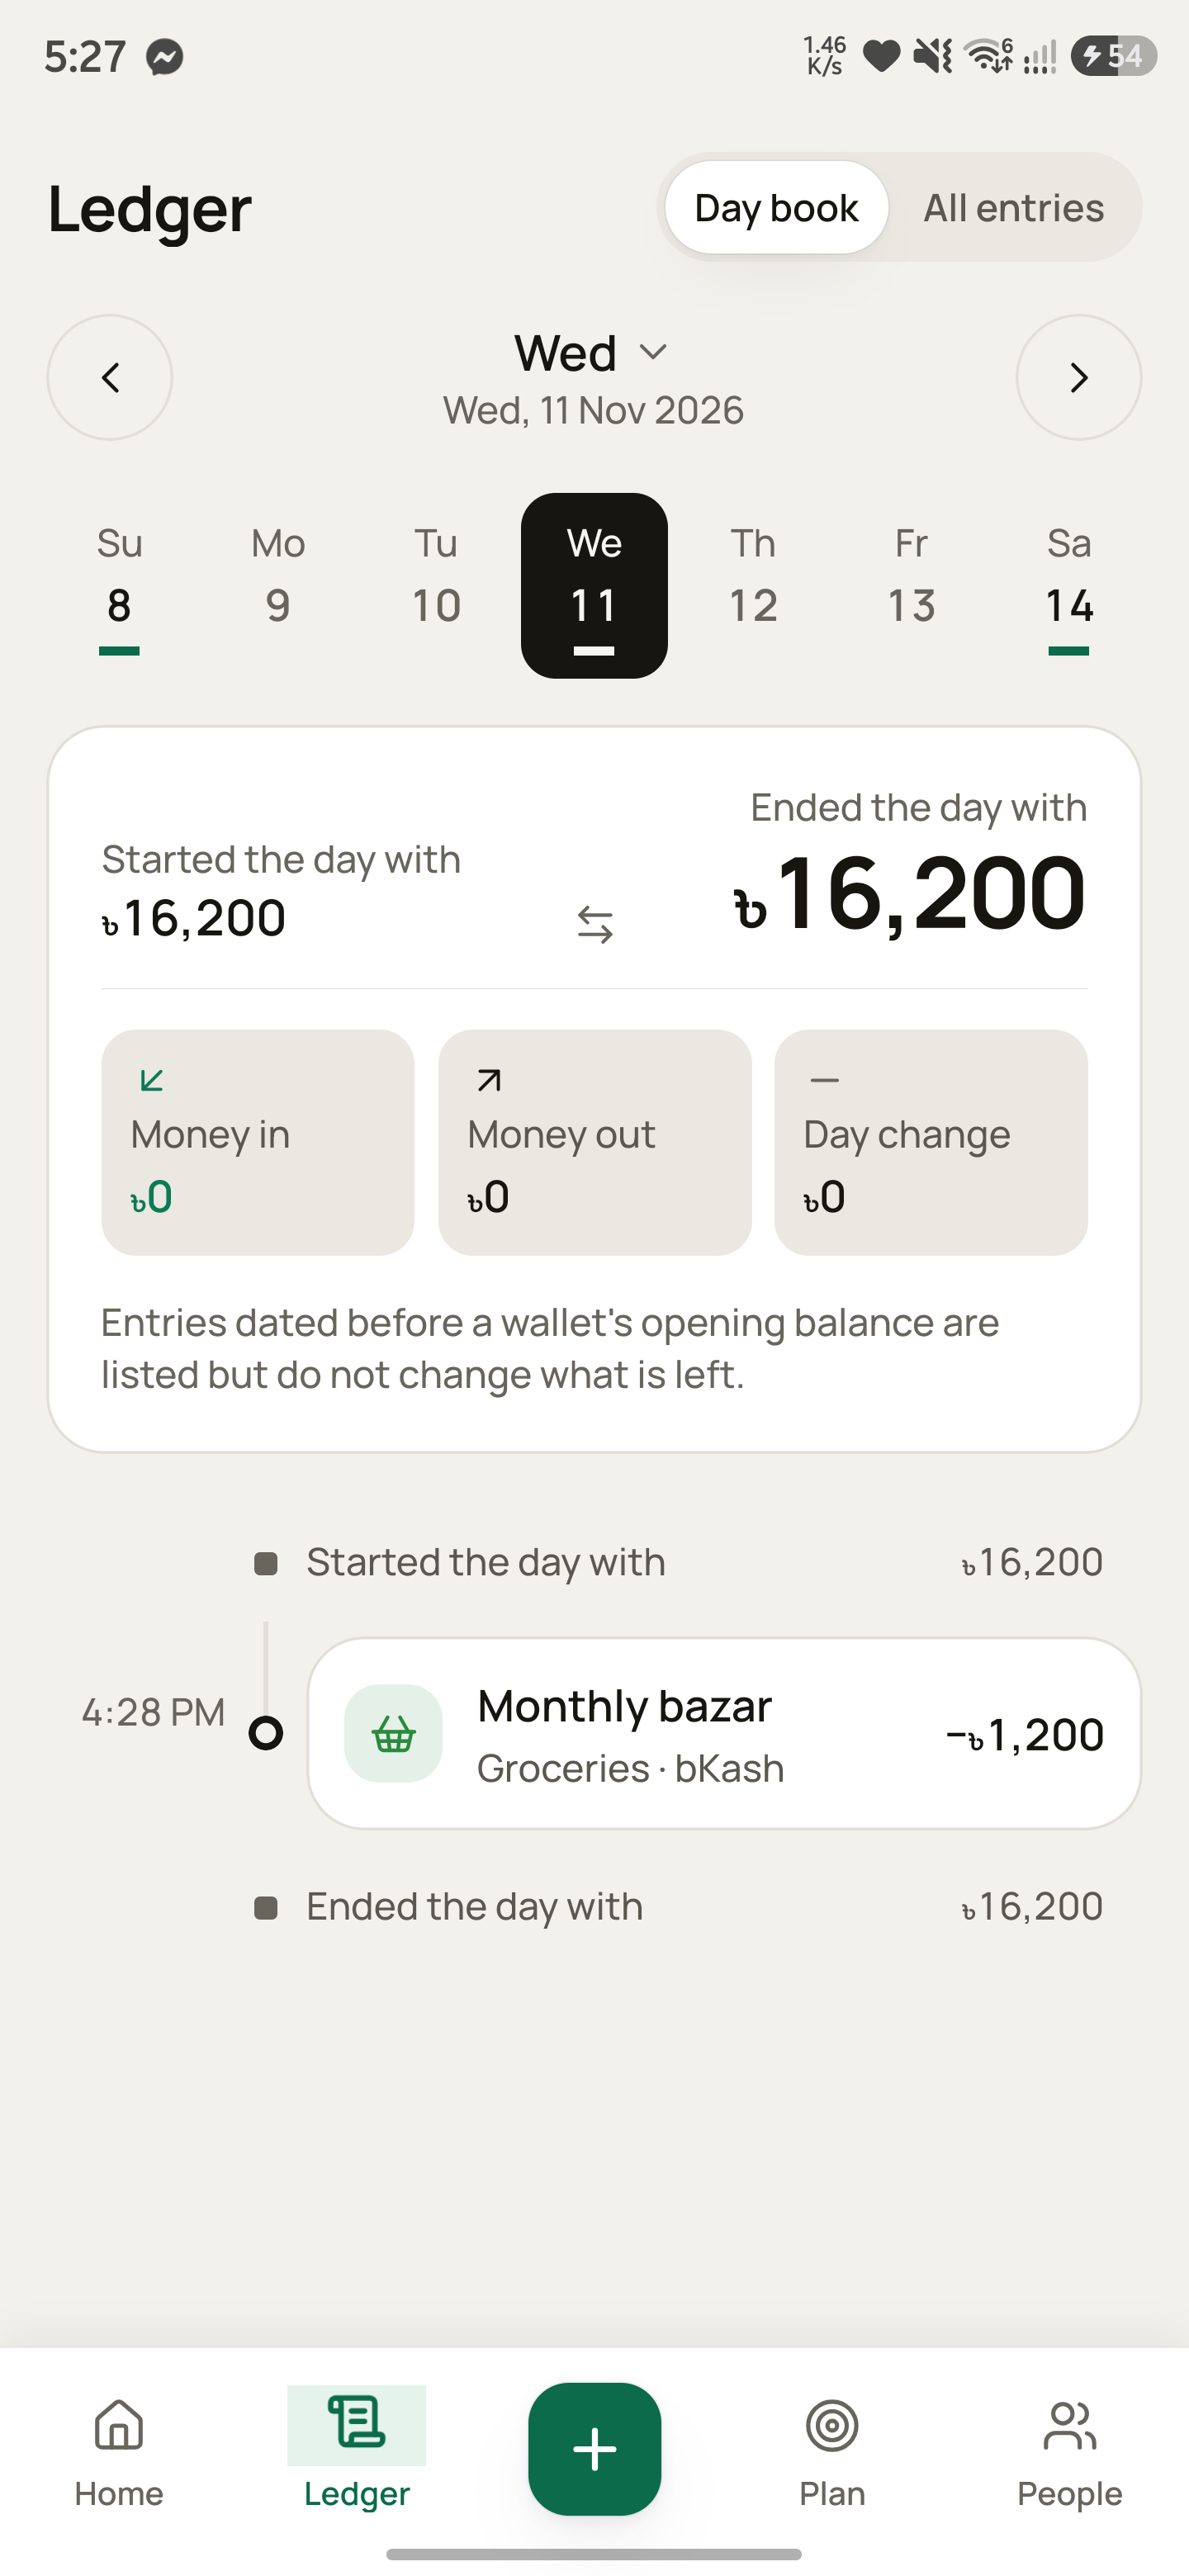 5:27
1.46
K/s
6
54
Ledger
Day book
All entries
Wed
Wed, 11 Nov 2026
Su Mo Tu We Th Fr Sa
8 9 10 11 12 13 14
Ended the day with
Started the day with
৳16,200
৳16,200
Money in
Money out
Day change
৳0
৳0
৳0
Entries dated before a wallet's opening balance are
listed but do not change what is left.
Started the day with ৳16,200
4:28 PM
Monthly bazar
Groceries · bKash
−৳1,200
Ended the day with ৳16,200
Home
Ledger
Plan
People